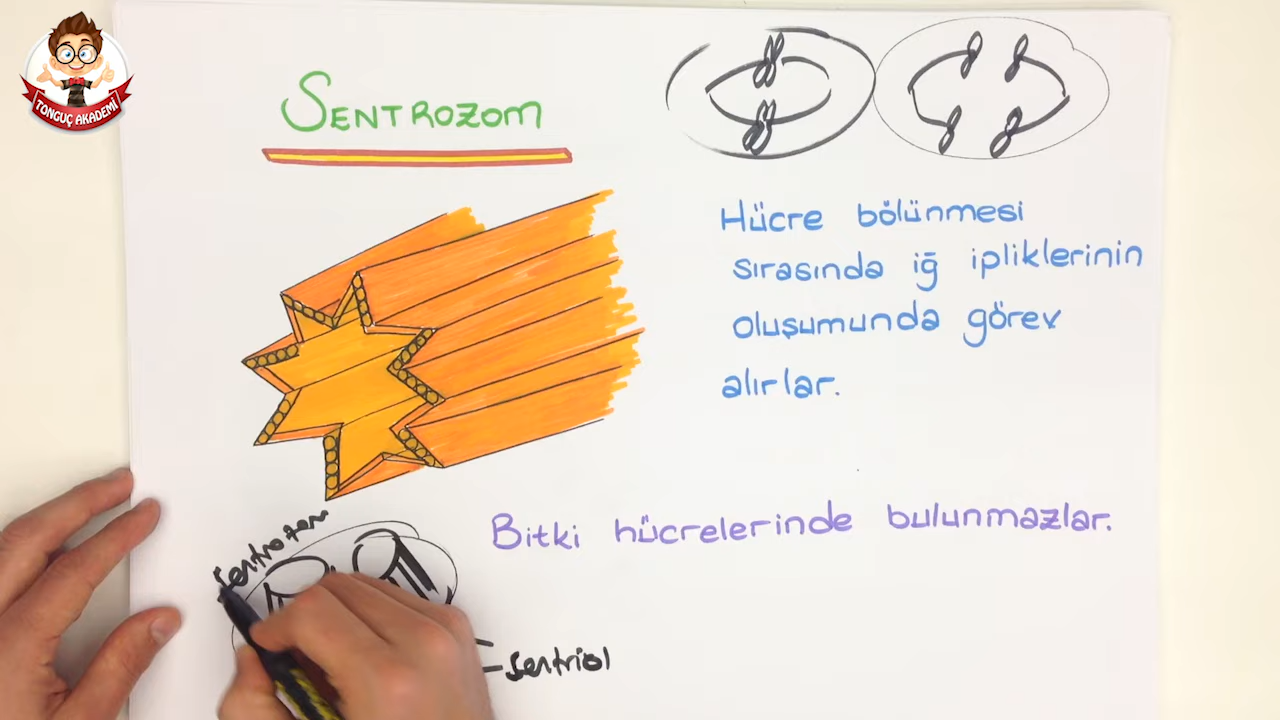 TONGUÇ AKADEMİ
SENTROZOM
Hücre bölünmesi
sırasında iğ ipliklerinin
oluşumunda görev
alırlar.
Bitki hücrelerinde bulunmazlar.
Sentrozom
Sentriol